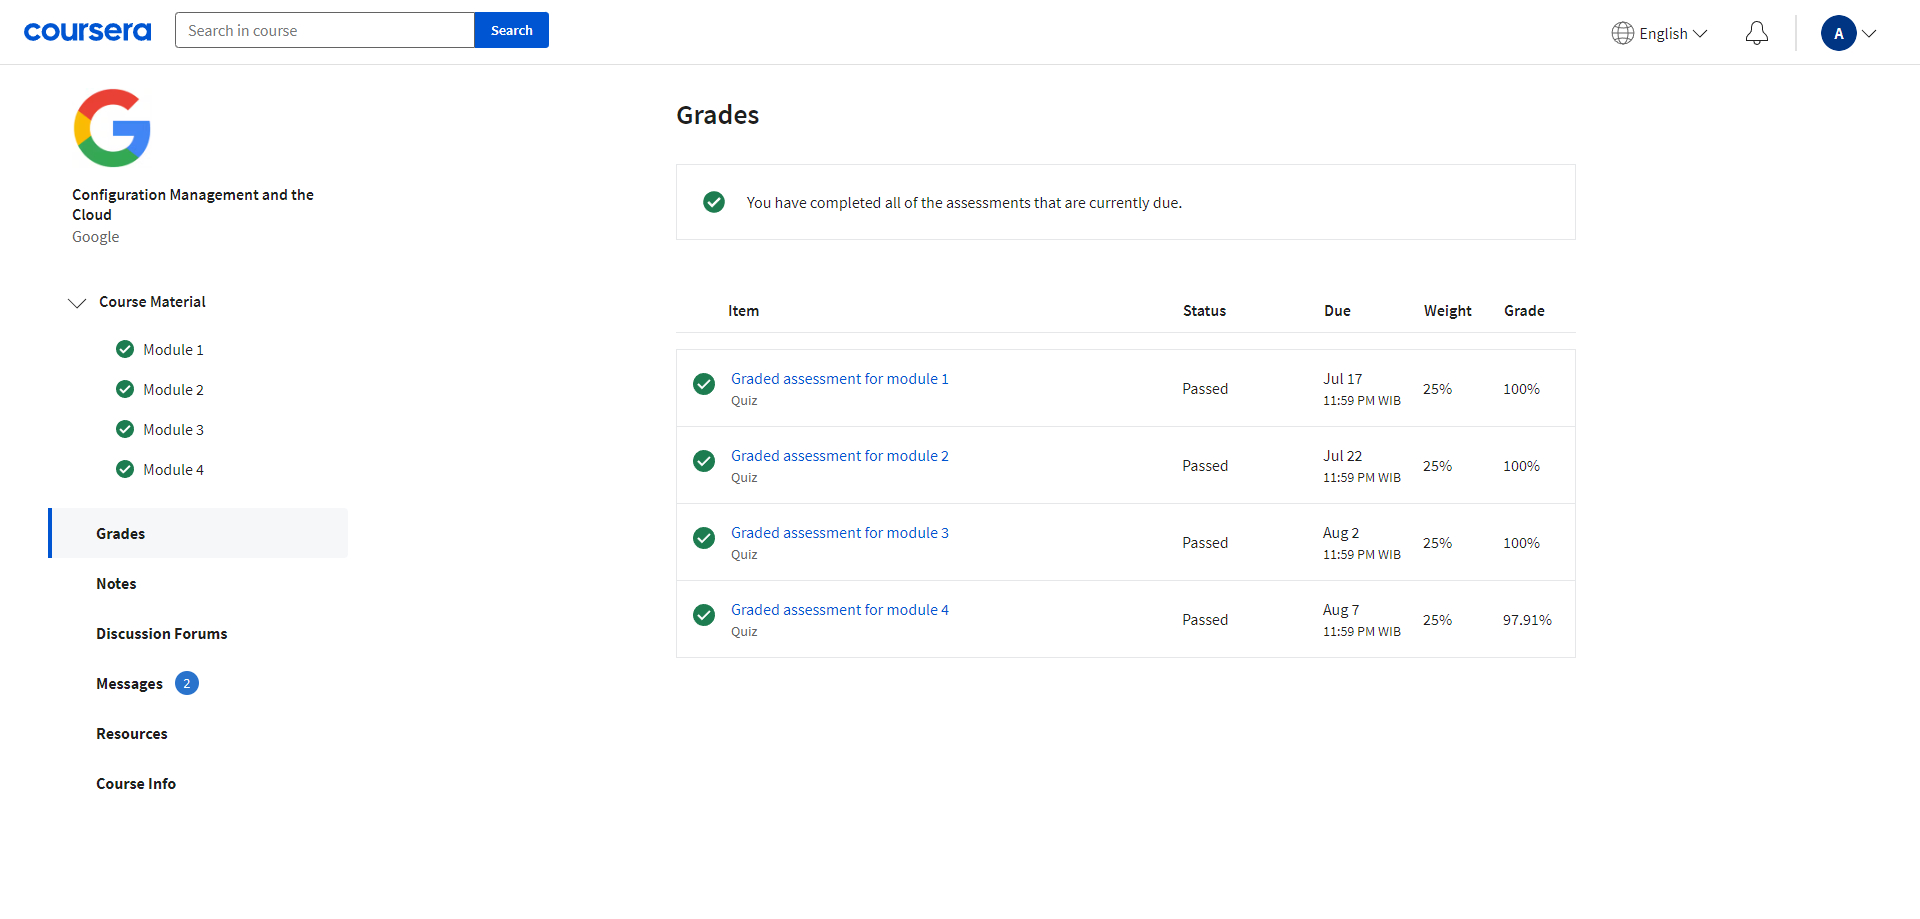 coursera
Search in course
Search
English
A
Configuration Management and the
Cloud
Google
Course Material
Module 1
Module 2
Module 3
Module 4
Grades
Notes
Discussion Forums
Messages 2
Resources
Course Info
Grades
You have completed all of the assessments that are currently due.
Item Status Due Weight Grade
Graded assessment for module 1
Quiz
Passed
Jul 17
11:59 PM WIB
25%
100%
Graded assessment for module 2
Quiz
Passed
Jul 22
11:59 PM WIB
25%
100%
Graded assessment for module 3
Quiz
Passed
Aug 2
11:59 PM WIB
25%
100%
Graded assessment for module 4
Quiz
Passed
Aug 7
11:59 PM WIB
25%
97.91%